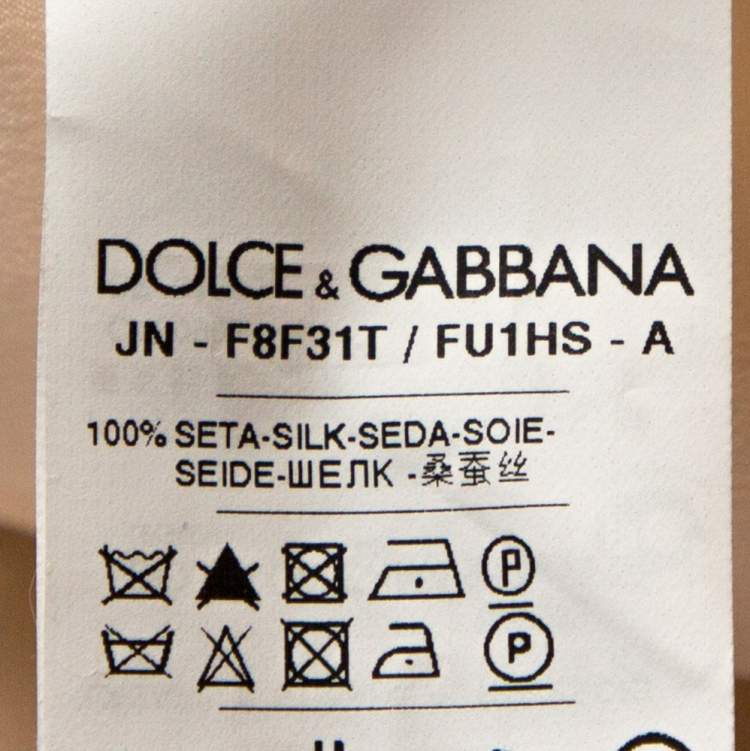 DOLCE & GABBANA
JN - F8F31T / FU1HS - A
100% SETA-SILK-SEDA-SOIE-
SEIDE-ШЕЛК -桑蚕丝
P
P